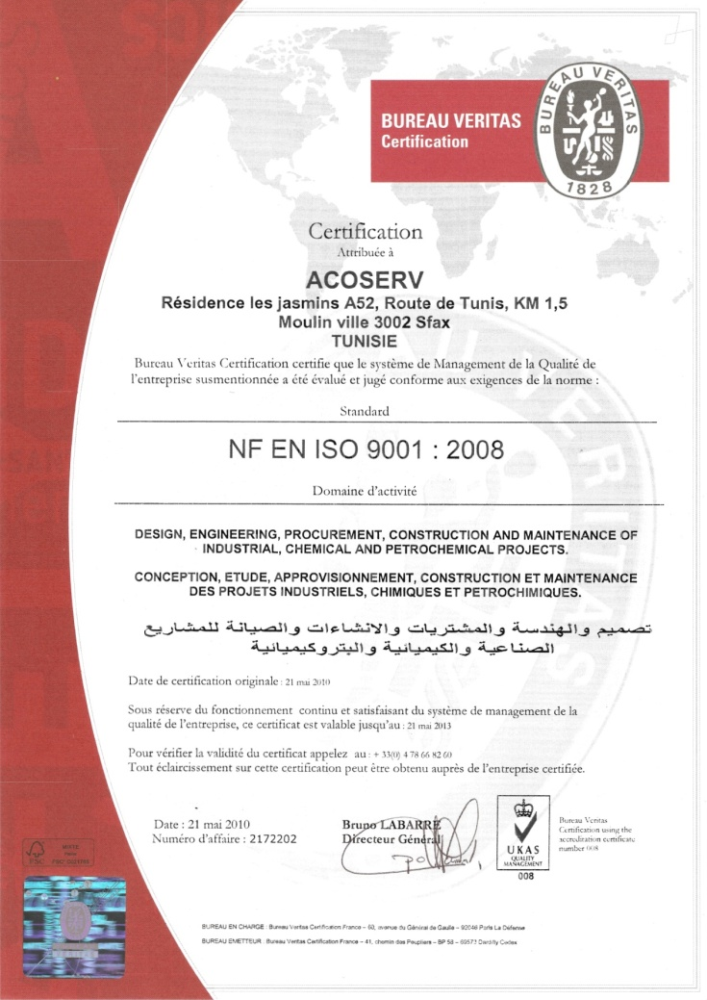 BUREAU VERITAS
Certification
BUREAU VERITAS
1828
Certification
Attribuée à
ACOSERV
Résidence les jasmins A52, Route de Tunis, KM 1,5
Moulin ville 3002 Sfax
TUNISIE
Bureau Veritas Certification certifie que le système de Management de la Qualité de
l'entreprise susmentionnée a été évalué et jugé conforme aux exigences de la norme :
Standard
NF EN ISO 9001 : 2008
Domaine d'activité
DESIGN, ENGINEERING, PROCUREMENT, CONSTRUCTION AND MAINTENANCE OF
INDUSTRIAL, CHEMICAL AND PETROCHEMICAL PROJECTS.
CONCEPTION, ETUDE, APPROVISIONNEMENT, CONSTRUCTION ET MAINTENANCE
DES PROJETS INDUSTRIELS, CHIMIQUES ET PETROCHIMIQUES.
تصميم والهندسة والمشتريات والانشاءات والصيانة للمشاريع
الصناعية والكيميائية والبتروكيميائية
Date de certification originale : 21 mai 2010
Sous réserve du fonctionnement continu et satisfaisant du système de management de la
qualité de l'entreprise, ce certificat est valable jusqu'au : 21 mai 2013
Pour vérifier la validité du certificat appelez au : + 33(0) 4 78 66 82 60
Tout éclaircissement sur cette certification peut être obtenu auprès de l'entreprise certifiée.
Date : 21 mai 2010
Numéro d'affaire : 2172202
Bruno LABARRE
Directeur Général
UKAS
QUALITY
MANAGEMENT
008
Bureau Veritas
Certification using the
accreditation certificate
number 008
FSC
MIXTE
BUREAU EN CHARGE : Bureau Veritas Certification France – 60, avenue du Général de Gaulle – 92046 Paris La Défense
BUREAU EMETTEUR : Bureau Veritas Certification France – 41, chemin des Peupliers – BP 58 – 69573 Dardilly Cedex